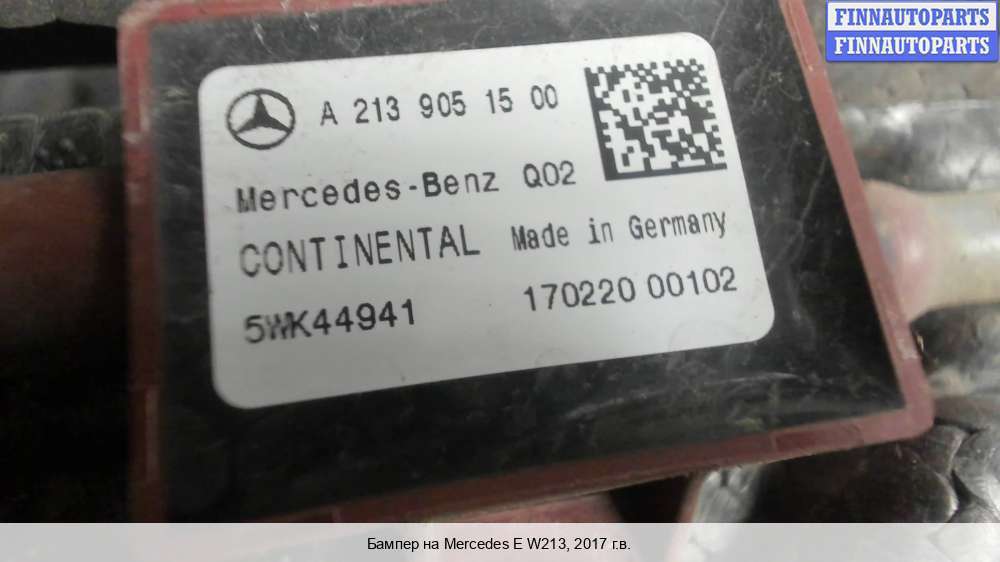 FINNAUTOPARTS
FINNAUTOPARTS
A 213 905 15 00
Mercedes-Benz Q02
CONTINENTAL Made in Germany
5WK44941 170220 00102
Бампер на Mercedes E W213, 2017 г.в.